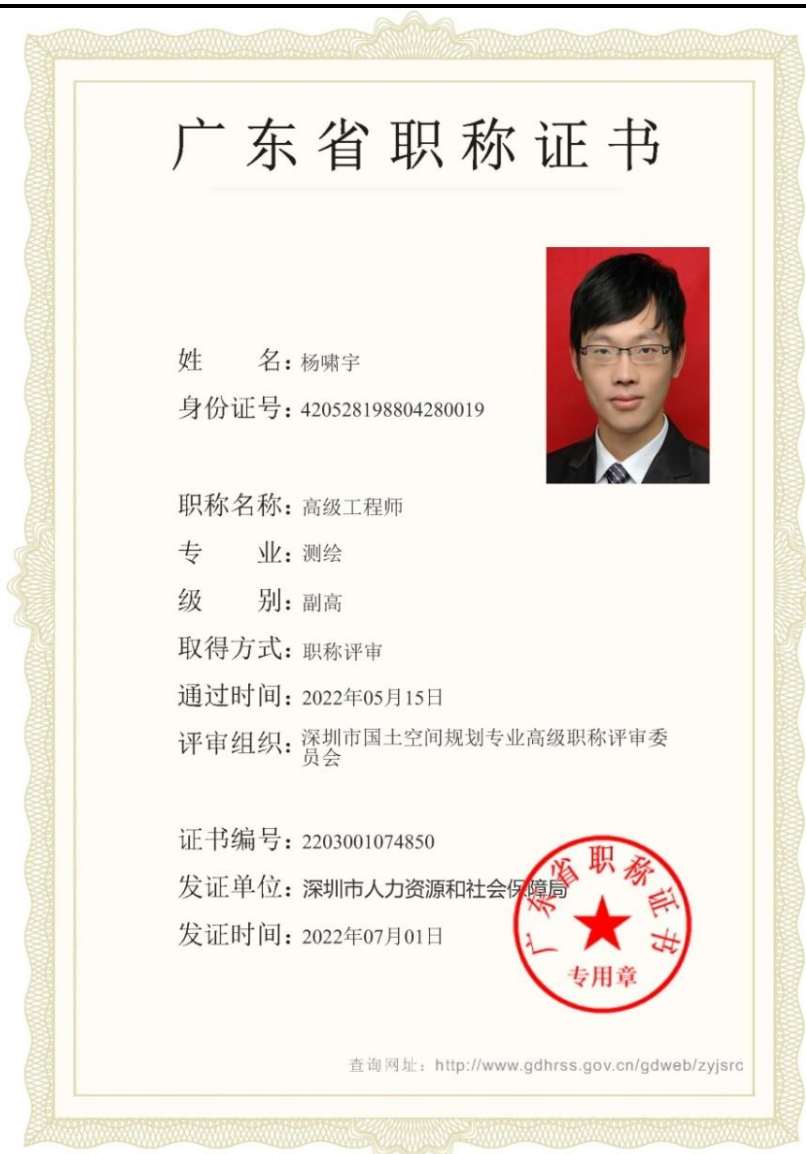 广东省职称证书
姓 名：杨啸宇
身份证号：420528198804280019
职称名称：高级工程师
专 业：测绘
级 别：副高
取得方式：职称评审
通过时间：2022年05月15日
评审组织：深圳市国土空间规划专业高级职称评审委
员会
证书编号：2203001074850
发证单位：深圳市人力资源和社会保障局
发证时间：2022年07月01日
广东省职称证书
专用章
查询网址：http://www.gdhrss.gov.cn/gdweb/zyjsrc